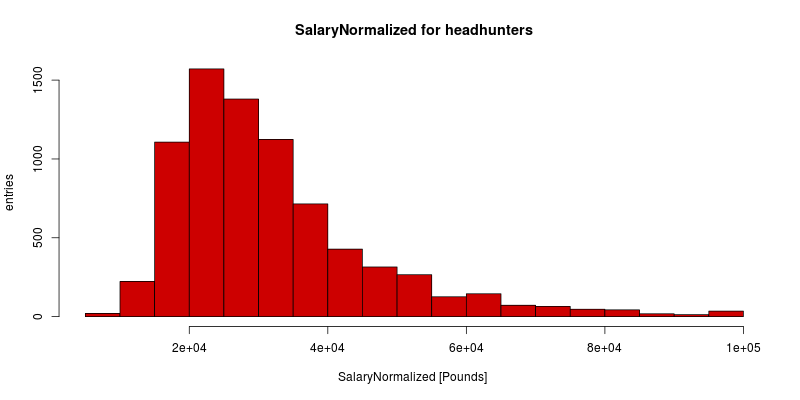 SalaryNormalized for headhunters
entries
1500
1000
500
0
2e+04 4e+04 6e+04 8e+04 1e+05
SalaryNormalized [Pounds]